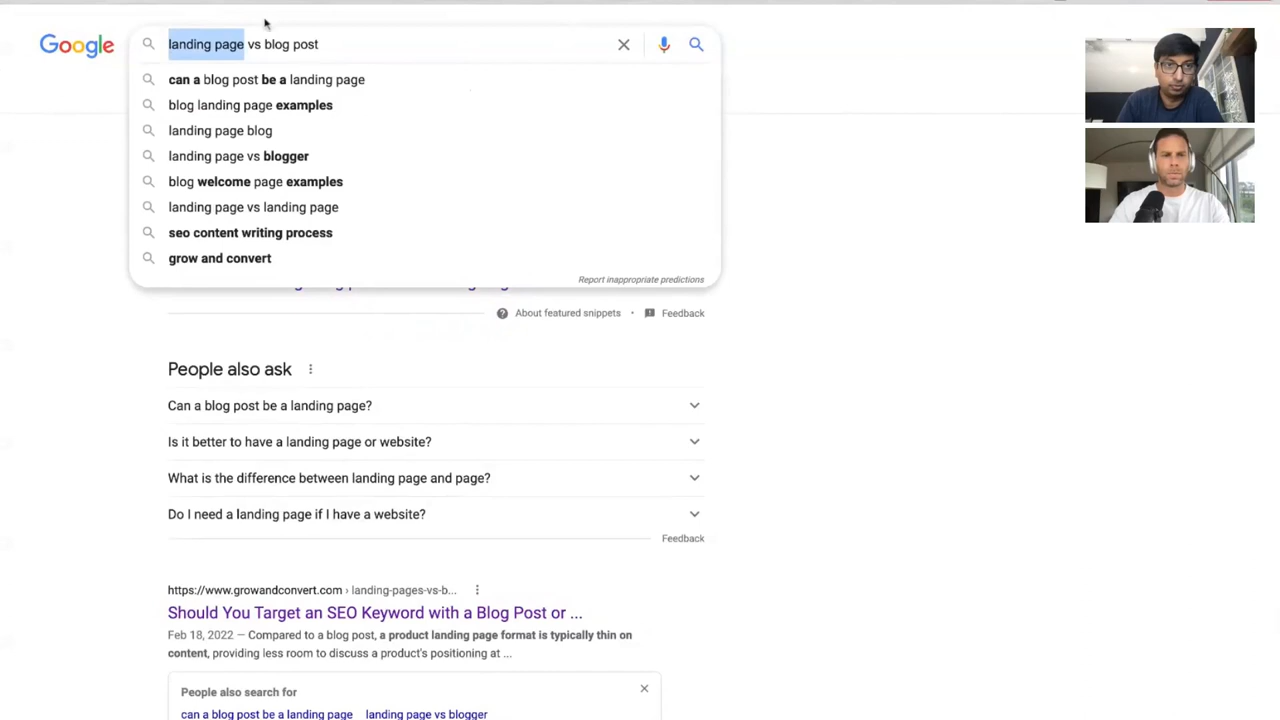 Google
landing page vs blog post
can a blog post be a landing page
blog landing page examples
landing page blog
landing page vs blogger
blog welcome page examples
landing page vs landing page
seo content writing process
grow and convert
Report inappropriate predictions
About featured snippets • Feedback
People also ask
Can a blog post be a landing page?
Is it better to have a landing page or website?
What is the difference between landing page and page?
Do I need a landing page if I have a website?
Feedback
https://www.growandconvert.com › landing-pages-vs-b...
Should You Target an SEO Keyword with a Blog Post or ...
Feb 18, 2022 — Compared to a blog post, a product landing page format is typically thin on
content, providing less room to discuss a product's positioning at ...
People also search for
can a blog post be a landing page landing page vs blogger